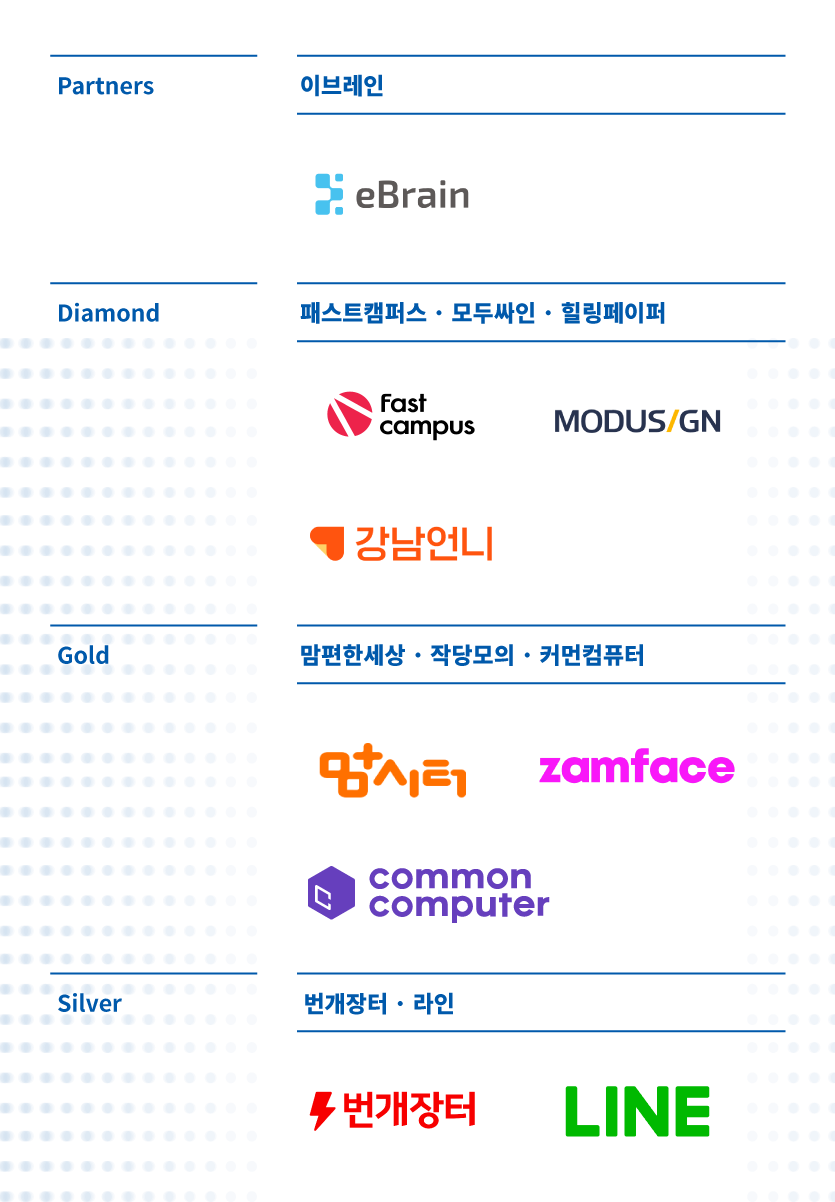 Partners
이브레인
eBrain
Diamond
패스트캠퍼스 · 모두싸인 · 힐링페이퍼
Fast
campus
MODUSIGN
강남언니
Gold
맘편한세상 · 작당모의 · 커먼컴퓨터
맘시터
zamface
common
computer
Silver
번개장터 · 라인
번개장터
LINE